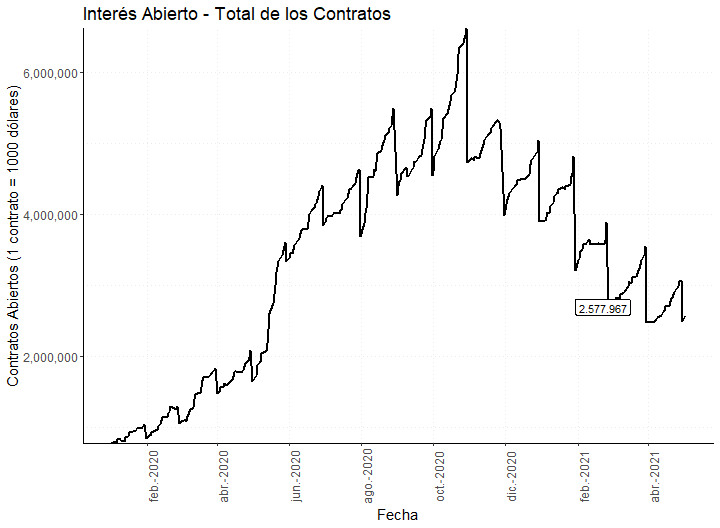 Interés Abierto - Total de los Contratos
Contratos Abiertos (1 contrato = 1000 dólares)
6,000,000
4,000,000
2,000,000
2.577.967
feb.-2020
abr.-2020
jun.-2020
ago.-2020
oct.-2020
dic.-2020
feb.-2021
abr.-2021
Fecha